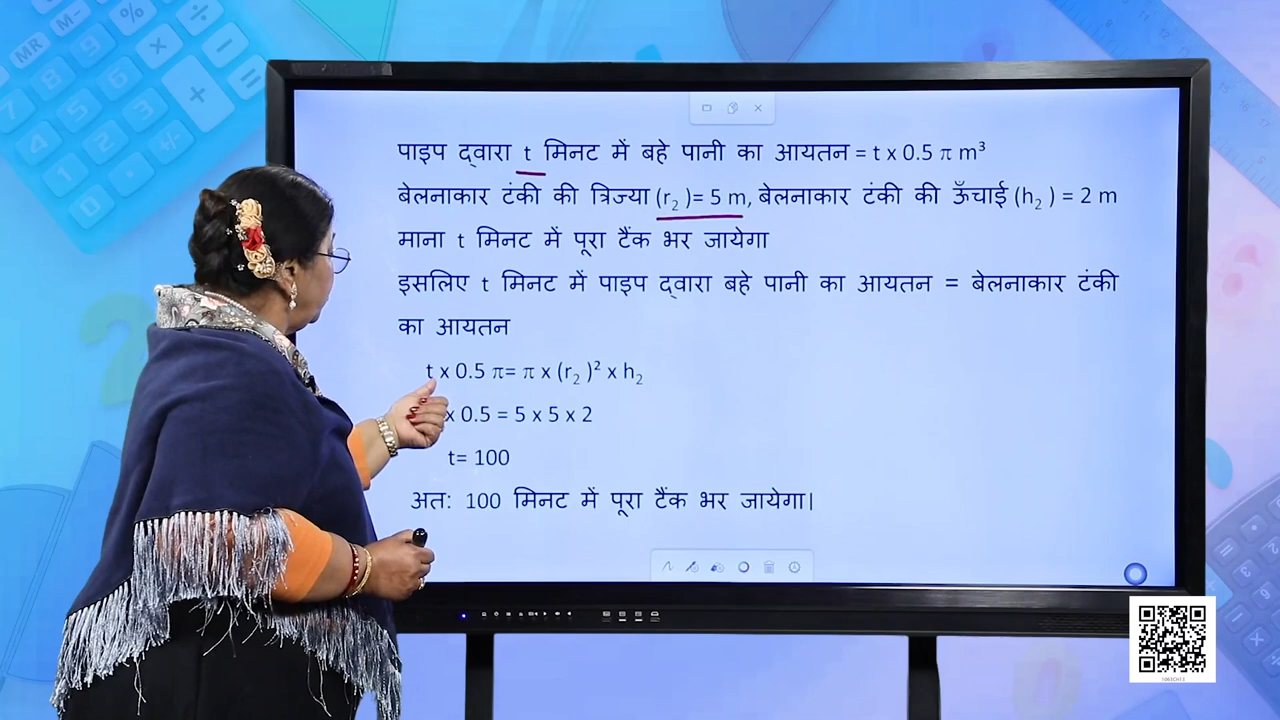 पाइप द्वारा t मिनट में बहे पानी का आयतन = t x 0.5 π m³
बेलनाकार टंकी की त्रिज्या (r₂ )= 5 m, बेलनाकार टंकी की ऊँचाई (h₂ ) = 2 m
माना t मिनट में पूरा टैंक भर जायेगा
इसलिए t मिनट में पाइप द्वारा बहे पानी का आयतन = बेलनाकार टंकी
का आयतन
t x 0.5 π= π x (r₂ )² x h₂
x 0.5 = 5 x 5 x 2
t= 100
अत: 100 मिनट में पूरा टैंक भर जायेगा।
1063CH13